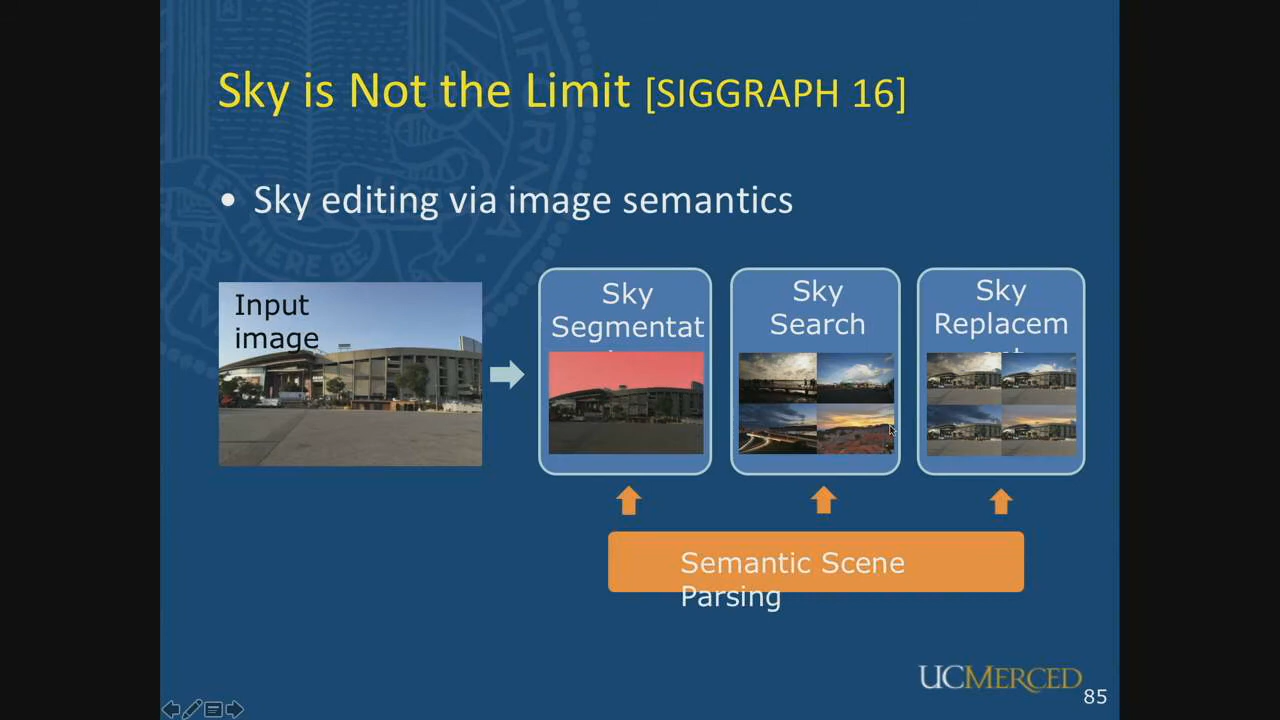 Sky is Not the Limit [SIGGRAPH 16]
• Sky editing via image semantics
Input
image
Sky
Segmentat
Sky
Search
Sky
Replacem
Semantic Scene
Parsing
UCMERCED
85